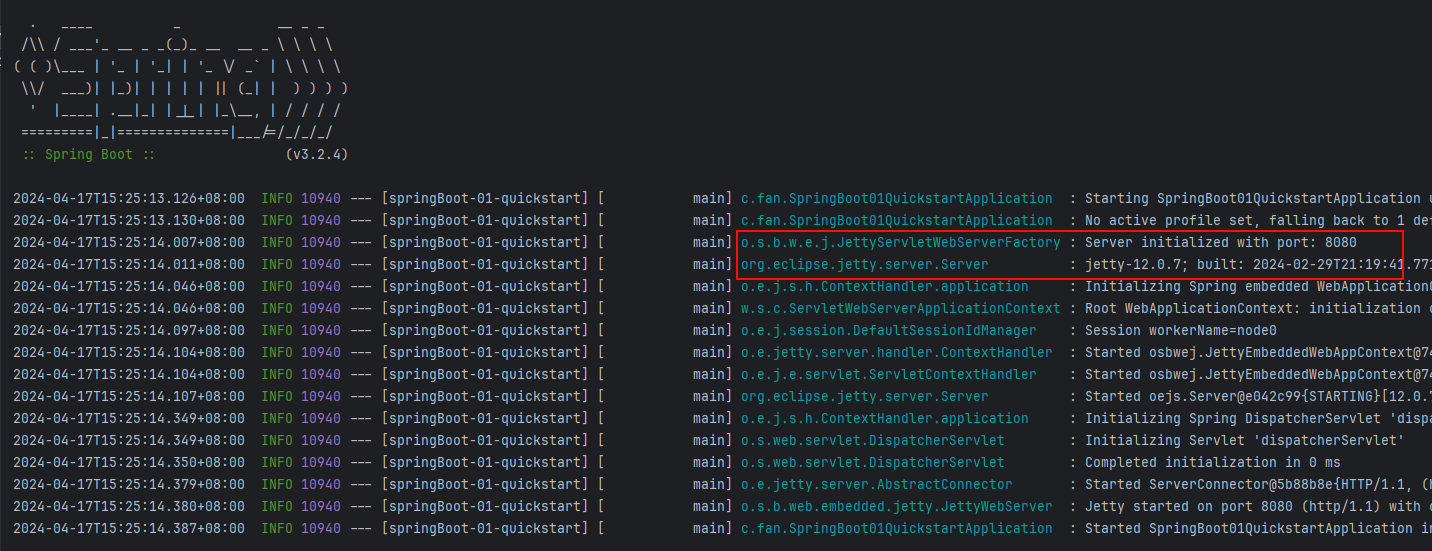 .   ____          _            __ _ _
 /\\ / ___'_ __ _ _(_)_ __  __ _ \ \ \ \
( ( )\___ | '_ | '_| | '_ \/ _` | \ \ \ \
 \\/  ___)| |_)| | | | | || (_| |  ) ) ) )
  '  |____| .__|_| |_|_| |_\__, | / / / /
 =========|_|==============|___/=/_/_/_/
 :: Spring Boot ::                (v3.2.4)
2024-04-17T15:25:13.126+08:00  INFO 10940 --- [springBoot-01-quickstart] [           main] c.fan.SpringBoot01QuickstartApplication  : Starting SpringBoot01QuickstartApplication
2024-04-17T15:25:13.130+08:00  INFO 10940 --- [springBoot-01-quickstart] [           main] c.fan.SpringBoot01QuickstartApplication  : No active profile set, falling back to 1 de
2024-04-17T15:25:14.007+08:00  INFO 10940 --- [springBoot-01-quickstart] [           main] o.s.b.w.e.j.JettyServletWebServerFactory : Server initialized with port: 8080
2024-04-17T15:25:14.011+08:00  INFO 10940 --- [springBoot-01-quickstart] [           main] org.eclipse.jetty.server.Server          : jetty-12.0.7; built: 2024-02-29T21:19:41.771
2024-04-17T15:25:14.046+08:00  INFO 10940 --- [springBoot-01-quickstart] [           main] o.e.j.s.h.ContextHandler.application     : Initializing Spring embedded WebApplication
2024-04-17T15:25:14.046+08:00  INFO 10940 --- [springBoot-01-quickstart] [           main] w.s.c.ServletWebServerApplicationContext : Root WebApplicationContext: initialization
2024-04-17T15:25:14.097+08:00  INFO 10940 --- [springBoot-01-quickstart] [           main] o.e.j.session.DefaultSessionIdManager    : Session workerName=node0
2024-04-17T15:25:14.104+08:00  INFO 10940 --- [springBoot-01-quickstart] [           main] o.e.jetty.server.handler.ContextHandler  : Started osbwej.JettyEmbeddedWebAppContext@74
2024-04-17T15:25:14.104+08:00  INFO 10940 --- [springBoot-01-quickstart] [           main] o.e.j.e.servlet.ServletContextHandler    : Started osbwej.JettyEmbeddedWebAppContext@74
2024-04-17T15:25:14.107+08:00  INFO 10940 --- [springBoot-01-quickstart] [           main] org.eclipse.jetty.server.Server          : Started oejs.Server@e042c99{STARTING}[12.0.7
2024-04-17T15:25:14.349+08:00  INFO 10940 --- [springBoot-01-quickstart] [           main] o.e.j.s.h.ContextHandler.application     : Initializing Spring DispatcherServlet 'disp
2024-04-17T15:25:14.349+08:00  INFO 10940 --- [springBoot-01-quickstart] [           main] o.s.web.servlet.DispatcherServlet        : Initializing Servlet 'dispatcherServlet'
2024-04-17T15:25:14.350+08:00  INFO 10940 --- [springBoot-01-quickstart] [           main] o.s.web.servlet.DispatcherServlet        : Completed initialization in 0 ms
2024-04-17T15:25:14.379+08:00  INFO 10940 --- [springBoot-01-quickstart] [           main] o.e.jetty.server.AbstractConnector       : Started ServerConnector@5b88b8e{HTTP/1.1, (h
2024-04-17T15:25:14.380+08:00  INFO 10940 --- [springBoot-01-quickstart] [           main] o.s.b.web.embedded.jetty.JettyWebServer  : Jetty started on port 8080 (http/1.1) with
2024-04-17T15:25:14.387+08:00  INFO 10940 --- [springBoot-01-quickstart] [           main] c.fan.SpringBoot01QuickstartApplication  : Started SpringBoot01QuickstartApplication in